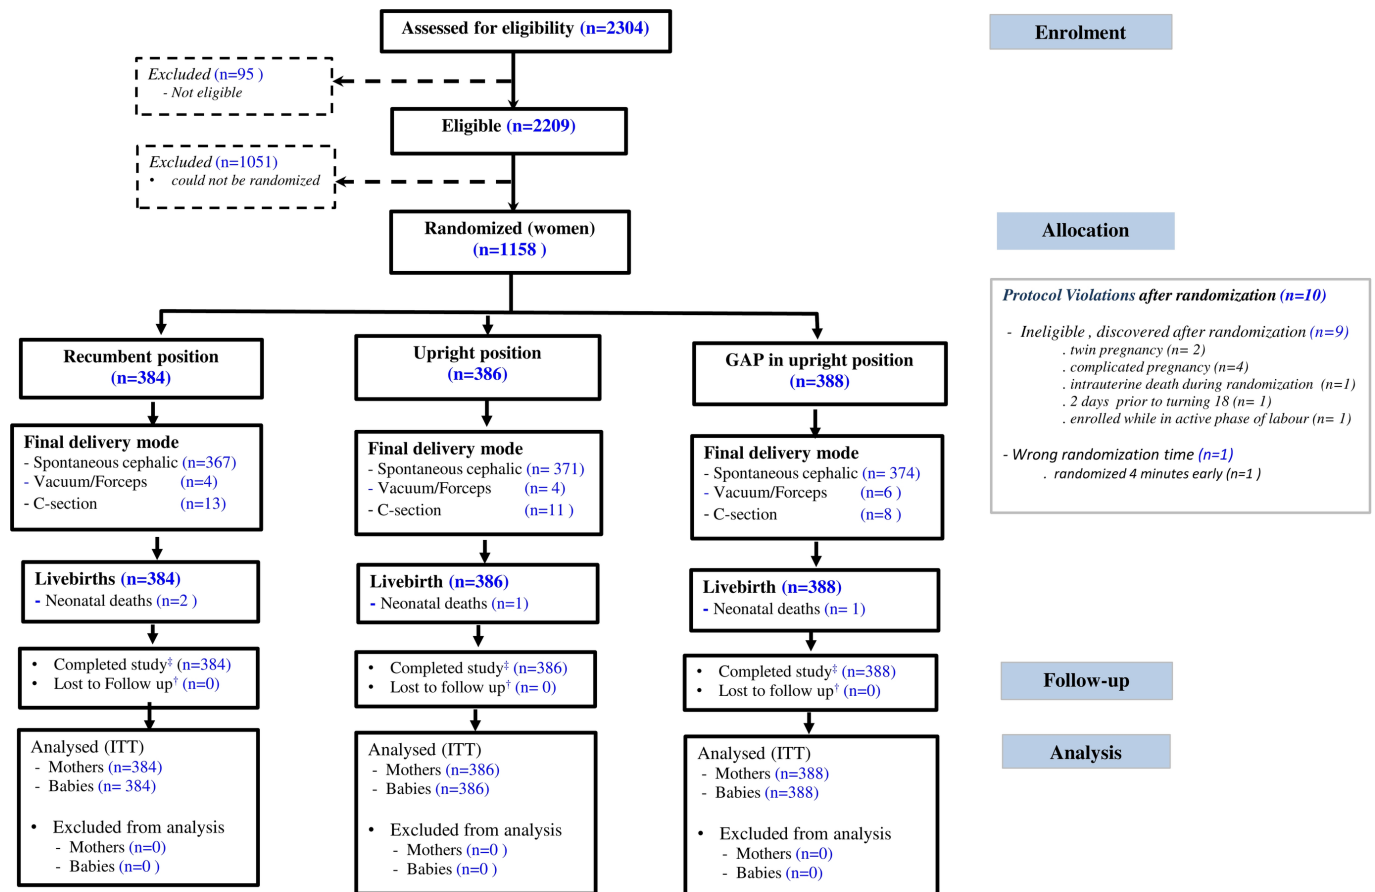 Assessed for eligibility (n=2304)
Enrolment
Excluded (n=95 )
- Not eligible
Eligible (n=2209)
Excluded (n=1051)
• could not be randomized
Randomized (women)
(n=1158 )
Allocation
Protocol Violations after randomization (n=10)
- Ineligible , discovered after randomization (n=9)
. twin pregnancy (n= 2)
. complicated pregnancy (n=4)
. intrauterine death during randomization (n=1)
. 2 days prior to turning 18 (n= 1)
. enrolled while in active phase of labour (n= 1)
- Wrong randomization time (n=1)
. randomized 4 minutes early (n=1 )
Recumbent position
(n=384)
Upright position
(n=386)
GAP in upright position
(n=388)
Final delivery mode
- Spontaneous cephalic (n=367)
- Vacuum/Forceps (n=4)
- C-section (n=13)
Final delivery mode
- Spontaneous cephalic (n= 371)
- Vacuum/Forceps (n= 4)
- C-section (n=11 )
Final delivery mode
- Spontaneous cephalic (n= 374)
- Vacuum/Forceps (n=6 )
- C-section (n=8 )
Livebirths (n=384)
- Neonatal deaths (n=2 )
Livebirth (n=386)
- Neonatal deaths (n=1)
Livebirth (n=388)
- Neonatal deaths (n= 1)
• Completed study‡ (n=384)
• Lost to Follow up† (n=0)
• Completed study‡ (n=386)
• Lost to follow up† (n= 0)
• Completed study‡ (n=388)
• Lost to follow up† (n=0)
Follow-up
Analysed (ITT)
- Mothers (n=384)
- Babies (n= 384)
• Excluded from analysis
- Mothers (n=0)
- Babies (n=0 )
Analysed (ITT)
- Mothers (n=386)
- Babies (n=386)
• Excluded from analysis
- Mothers (n=0 )
- Babies (n=0 )
Analysed (ITT)
- Mothers (n=388)
- Babies (n=388)
• Excluded from analysis
- Mothers (n=0)
- Babies (n=0)
Analysis